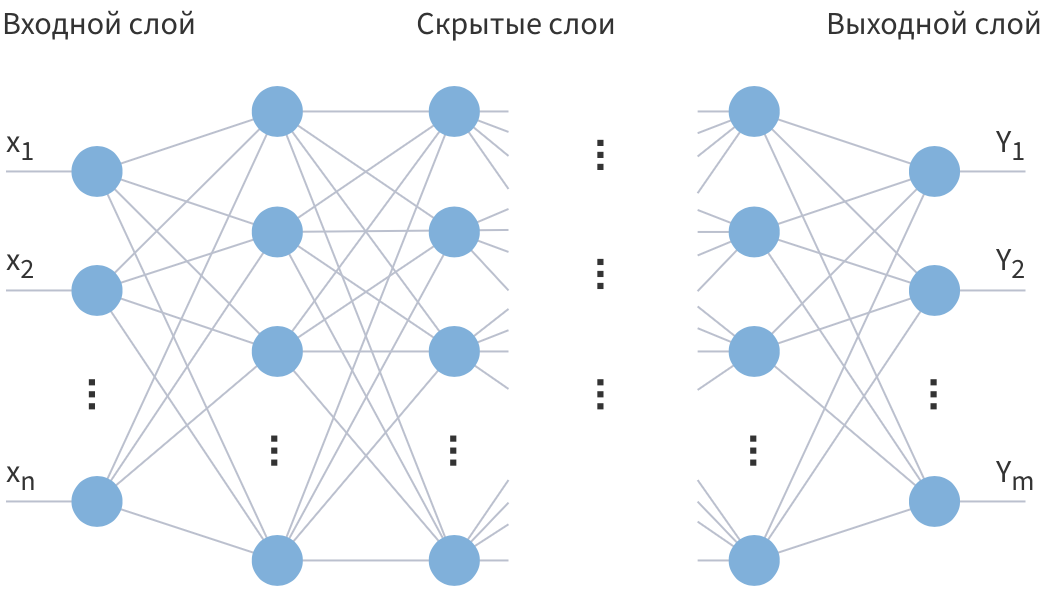 Входной слой
Скрытые слои
Выходной слой
x1
x2
xn
Y1
Y2
Ym